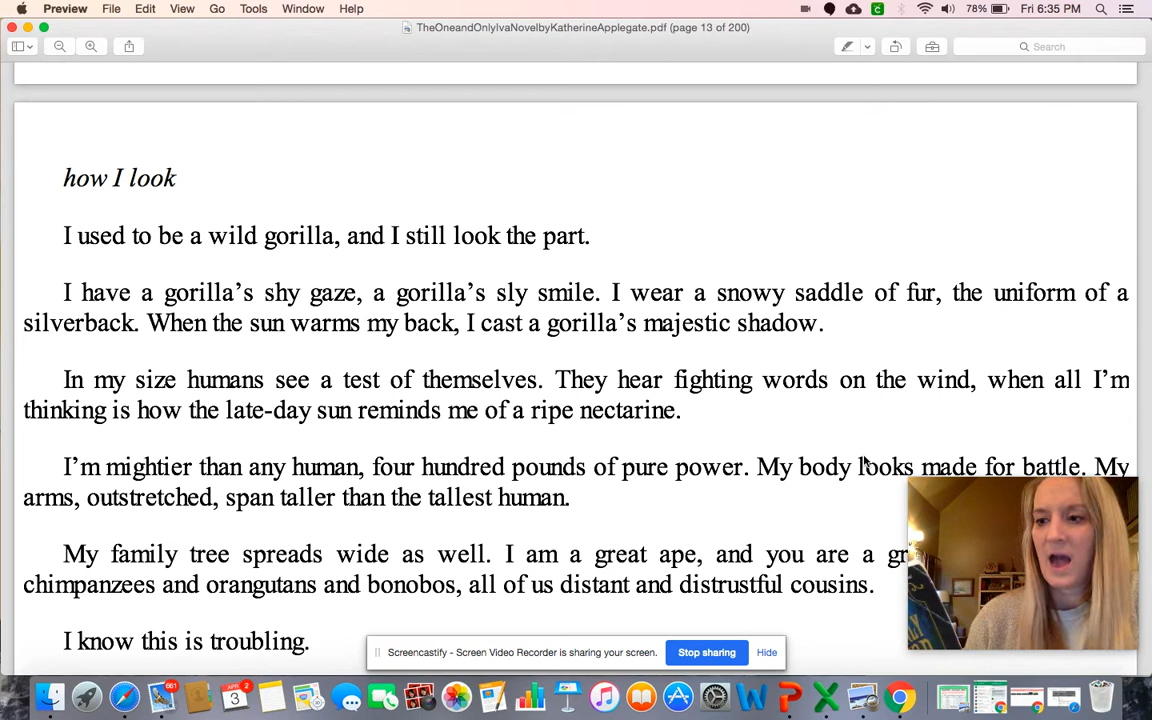 Preview File Edit View Go Tools Window Help 78% Fri 6:35 PM
TheOneandOnlyIvaNovelbyKatherineApplegate.pdf (page 13 of 200)
Search
how I look
I used to be a wild gorilla, and I still look the part.
I have a gorilla’s shy gaze, a gorilla’s sly smile. I wear a snowy saddle of fur, the uniform of a
silverback. When the sun warms my back, I cast a gorilla’s majestic shadow.
In my size humans see a test of themselves. They hear fighting words on the wind, when all I’m
thinking is how the late-day sun reminds me of a ripe nectarine.
I’m mightier than any human, four hundred pounds of pure power. My body looks made for battle. My
arms, outstretched, span taller than the tallest human.
My family tree spreads wide as well. I am a great ape, and you are a gr
chimpanzees and orangutans and bonobos, all of us distant and distrustful cousins.
I know this is troubling.
Screencastify - Screen Video Recorder is sharing your screen. Stop sharing Hide
661
APR 2
3